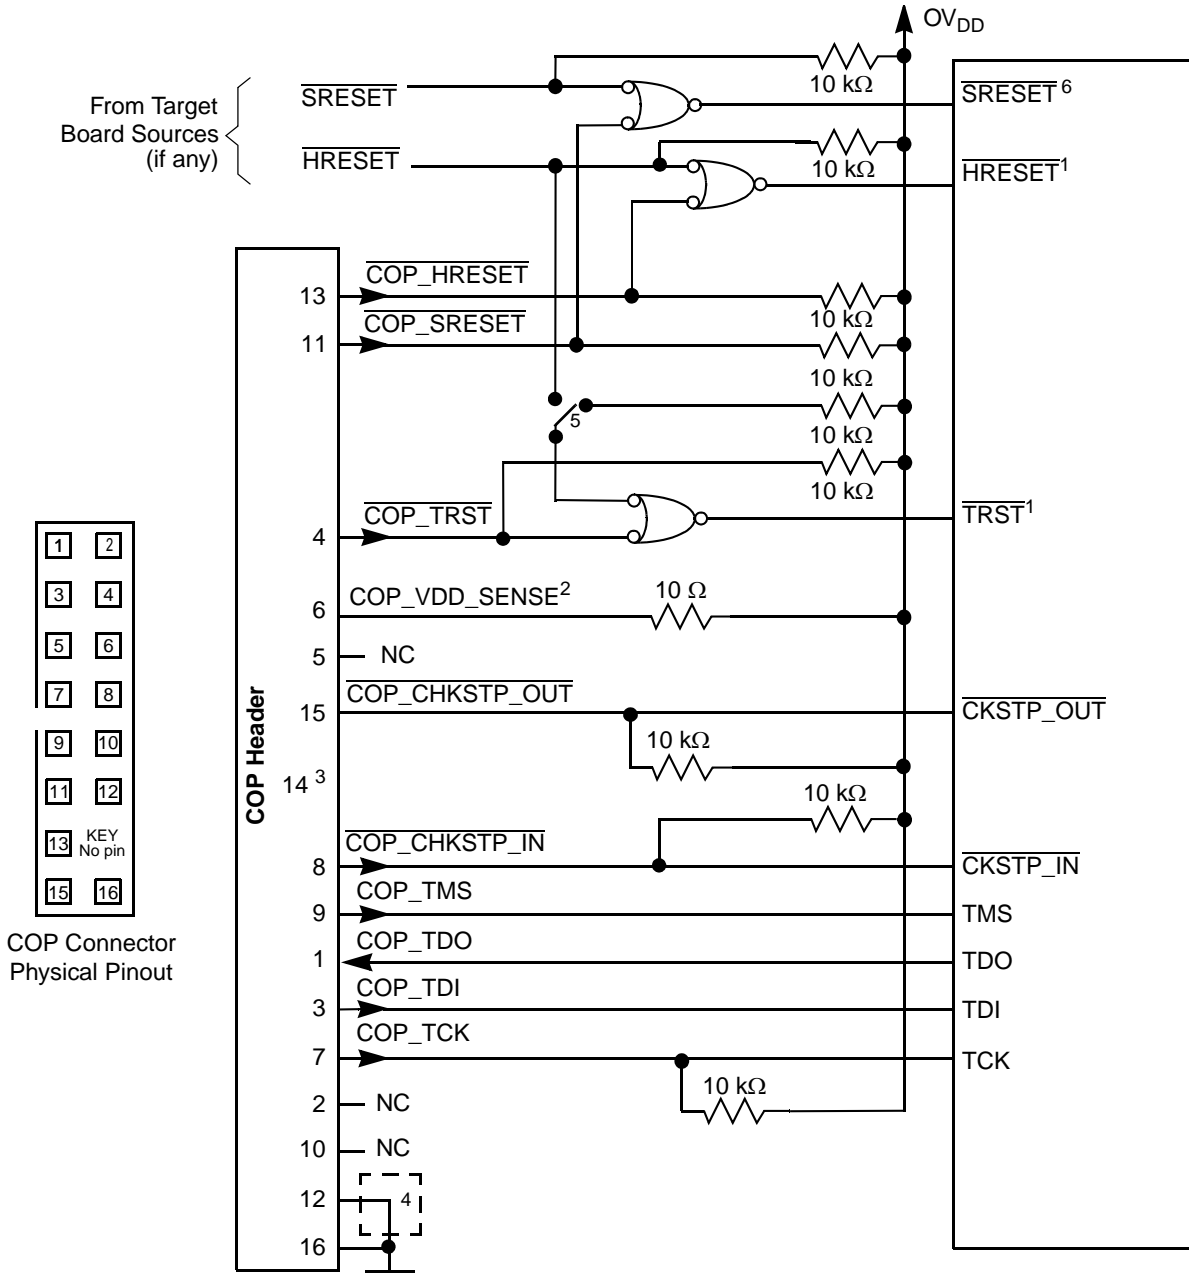 OVDD
10 kΩ
From Target
Board Sources
(if any)
SRESET
SRESET6
10 kΩ
HRESET
HRESET1
COP_HRESET
13
10 kΩ
COP_SRESET
11
10 kΩ
5
10 kΩ
10 kΩ
COP_TRST
4
TRST1
COP_VDD_SENSE2
10 Ω
6
5
NC
COP_CHKSTP_OUT
15
CKSTP_OUT
10 kΩ
COP Header
14 3
10 kΩ
COP_CHKSTP_IN
8
CKSTP_IN
COP_TMS
9
TMS
COP_TDO
1
TDO
COP_TDI
3
TDI
COP_TCK
7
TCK
10 kΩ
2
NC
10
NC
12
4
16
1 2
3 4
5 6
7 8
9 10
11 12
13 KEY
No pin
15 16
COP Connector
Physical Pinout